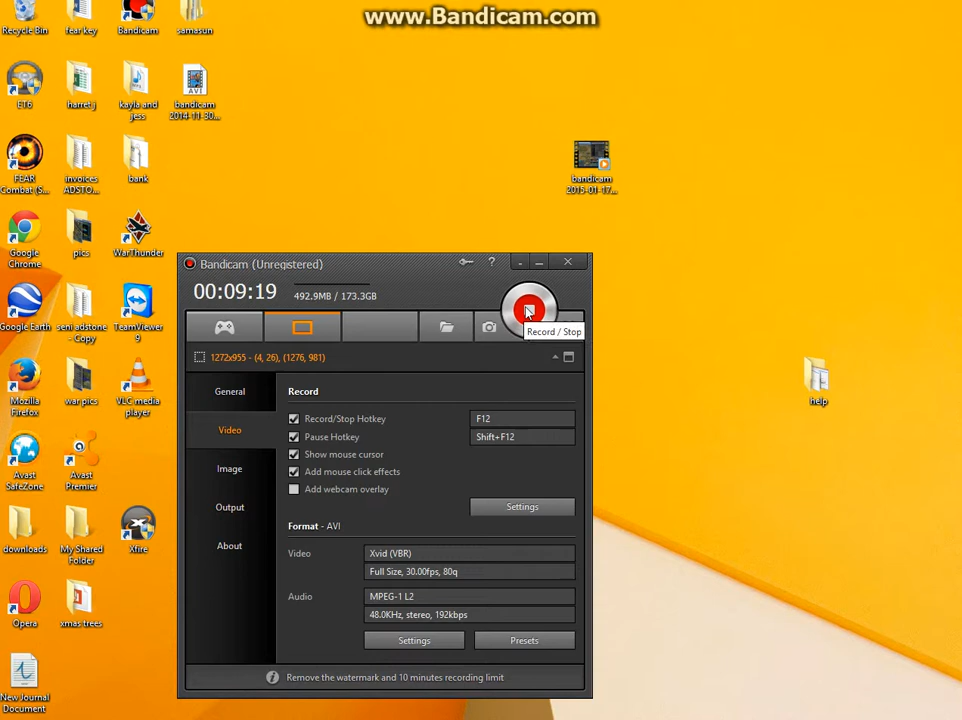 www.Bandicam.com
Recycle Bin
fear key
Bandicam
samasun
ET6
harret j
kayla and jess
bandicam 2014-11-30...
FEAR Combat (S...
invoices ADSTO...
bank
bandicam 2015-01-17...
Google Chrome
pics
WarThunder
Google Earth
seni adstone - Copy
TeamViewer 9
Mozilla Firefox
war pics
VLC media player
help
Avast SafeZone
Avast Premier
downloads
My Shared Folder
Xfire
Opera
xmas trees
New Journal Document
Bandicam (Unregistered)
?
00:09:19
492.9MB / 173.3GB
Record / Stop
1272x955 - (4, 26), (1276, 981)
General
Video
Image
Output
About
Record
Record/Stop Hotkey F12
Pause Hotkey Shift+F12
Show mouse cursor
Add mouse click effects
Add webcam overlay
Settings
Format - AVI
Video Xvid (VBR)
Full Size, 30.00fps, 80q
Audio MPEG-1 L2
48.0KHz, stereo, 192kbps
Settings Presets
Remove the watermark and 10 minutes recording limit